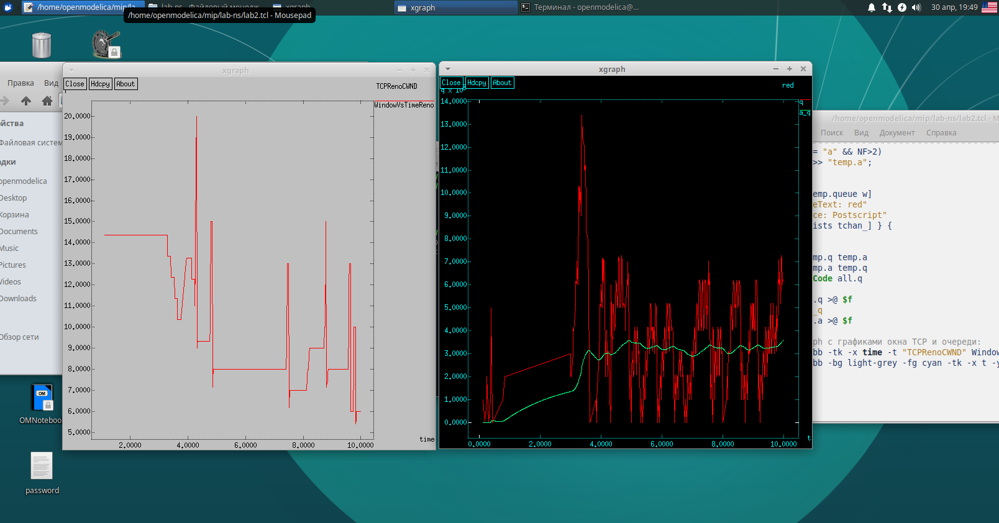 /home/openmodelica/mip/la...
lab-ns - Файловый менедж...
xgraph
xgraph
Терминал - openmodelica@...
30 апр, 19:49
/home/openmodelica/mip/lab-ns/lab2.tcl - Mousepad
Правка Вид
Файловая систем
openmodelica
Desktop
Корзина
Documents
Music
Pictures
Videos
Downloads
Обзор сети
OMNoteboo
password
xgraph
Close Hdcpy About
TCPRenoCWND
WindowVsTimeReno
20.0000
19.0000
18.0000
17.0000
16.0000
15.0000
14.0000
13.0000
12.0000
11.0000
10.0000
9.0000
8.0000
7.0000
6.0000
5.0000
2.0000 4.0000 6.0000 8.0000 10.0000
time
xgraph
Close Hdcpy About
red
q
a_q
14.0000
13.0000
12.0000
11.0000
10.0000
9.0000
8.0000
7.0000
6.0000
5.0000
4.0000
3.0000
2.0000
1.0000
0.0000
0.0000 2.0000 4.0000 6.0000 8.0000 10.0000
t
/home/openmodelica/mip/lab-ns/lab2.tcl - M
Поиск Вид Документ Справка
= "a" && NF>2)
>> "temp.a";
emp.queue w]
eText: red"
ce: Postscript"
ists tchan_] } {
mp.q temp.a
mp.a temp.q
Code all.q
.q >@ $f
_q
.a >@ $f
ph с графиками окна TCP и очереди:
bb -tk -x time -t "TCPRenoCWND" Window
bb -bg light-grey -fg cyan -tk -x t -y